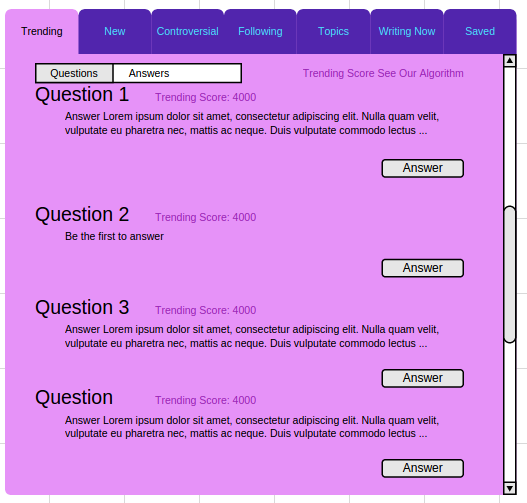 Trending New Controversial Following Topics Writing Now Saved
Questions Answers Trending Score See Our Algorithm
Question 1 Trending Score: 4000
Answer Lorem ipsum dolor sit amet, consectetur adipiscing elit. Nulla quam velit,
vulputate eu pharetra nec, mattis ac neque. Duis vulputate commodo lectus ...
Answer
Question 2 Trending Score: 4000
Be the first to answer
Answer
Question 3 Trending Score: 4000
Answer Lorem ipsum dolor sit amet, consectetur adipiscing elit. Nulla quam velit,
vulputate eu pharetra nec, mattis ac neque. Duis vulputate commodo lectus ...
Answer
Question Trending Score: 4000
Answer Lorem ipsum dolor sit amet, consectetur adipiscing elit. Nulla quam velit,
vulputate eu pharetra nec, mattis ac neque. Duis vulputate commodo lectus ...
Answer